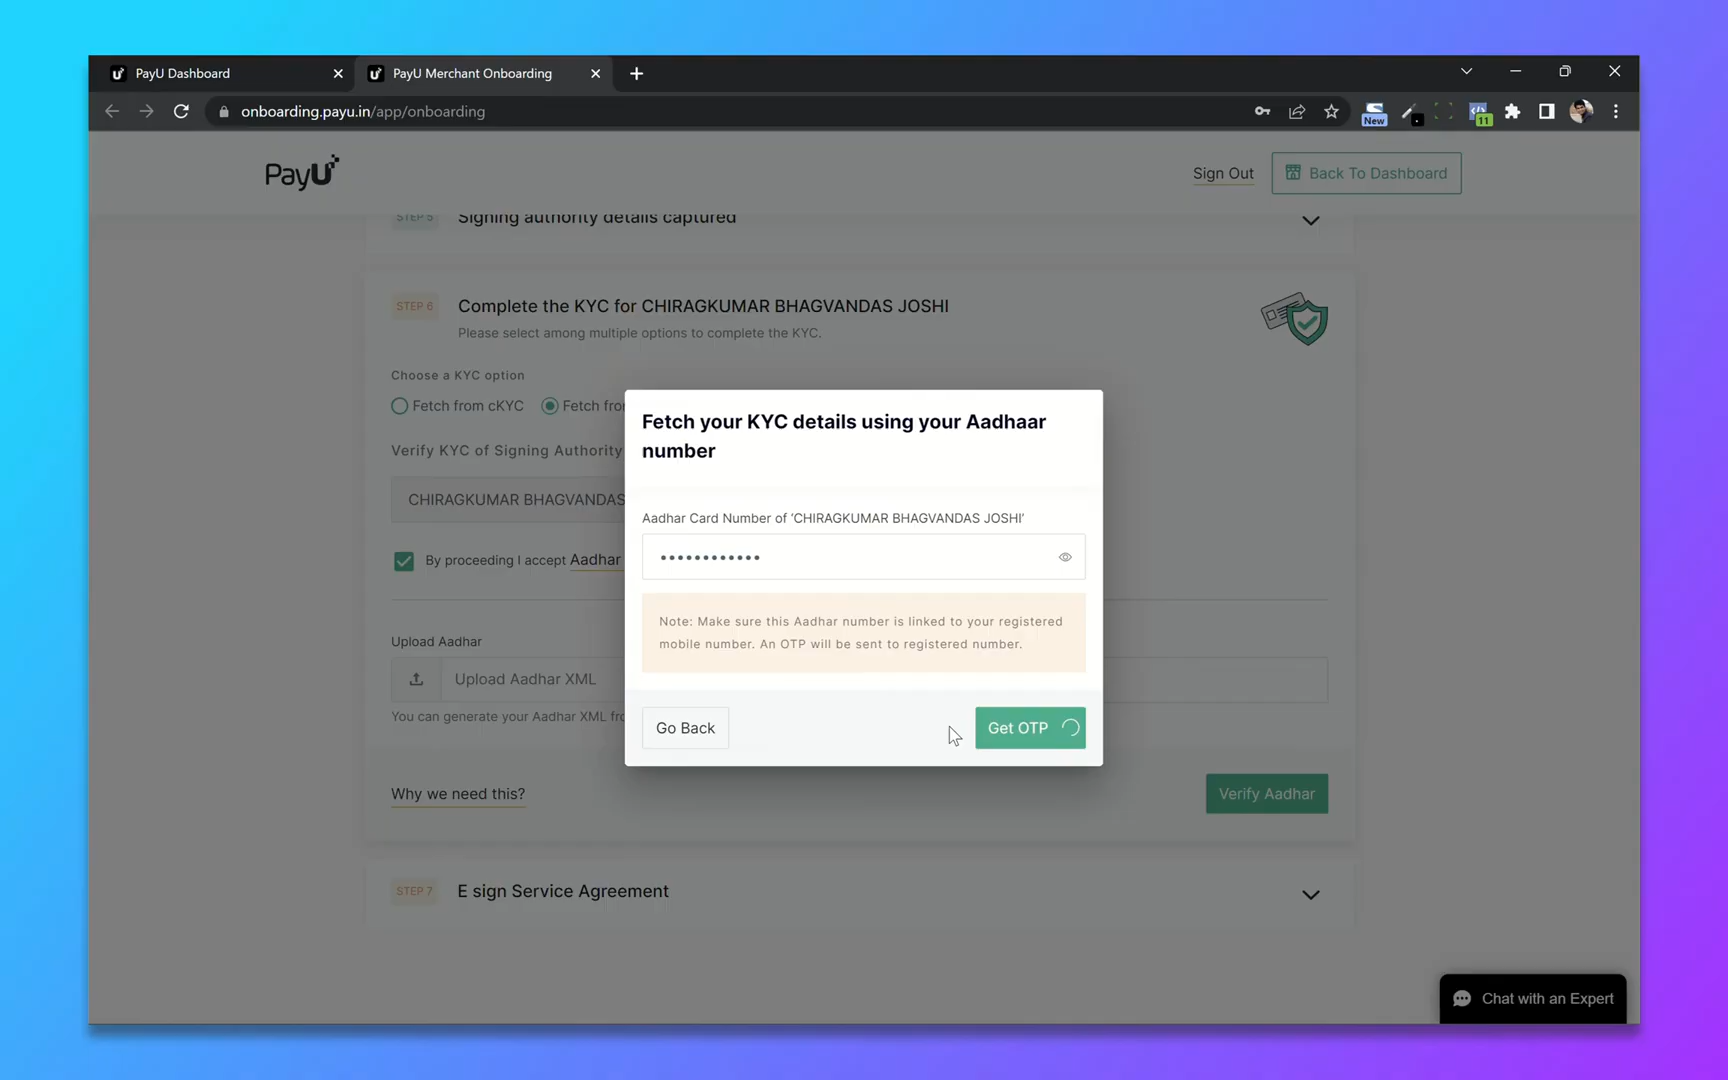 PayU Dashboard
PayU Merchant Onboarding
onboarding.payu.in/app/onboarding
New
11
PayU
Sign Out
Back To Dashboard
STEP 5
Signing authority details captured
STEP 6
Complete the KYC for CHIRAGKUMAR BHAGVANDAS JOSHI
Please select among multiple options to complete the KYC.
Choose a KYC option
Fetch from cKYC
Fetch fro
Verify KYC of Signing Authority
CHIRAGKUMAR BHAGVANDAS
By proceeding I accept Aadhar
Upload Aadhar
Upload Aadhar XML
You can generate your Aadhar XML fro
Why we need this?
Verify Aadhar
Fetch your KYC details using your Aadhaar
number
Aadhar Card Number of ‘CHIRAGKUMAR BHAGVANDAS JOSHI’
Note: Make sure this Aadhar number is linked to your registered
mobile number. An OTP will be sent to registered number.
Go Back
Get OTP
STEP 7
E sign Service Agreement
Chat with an Expert